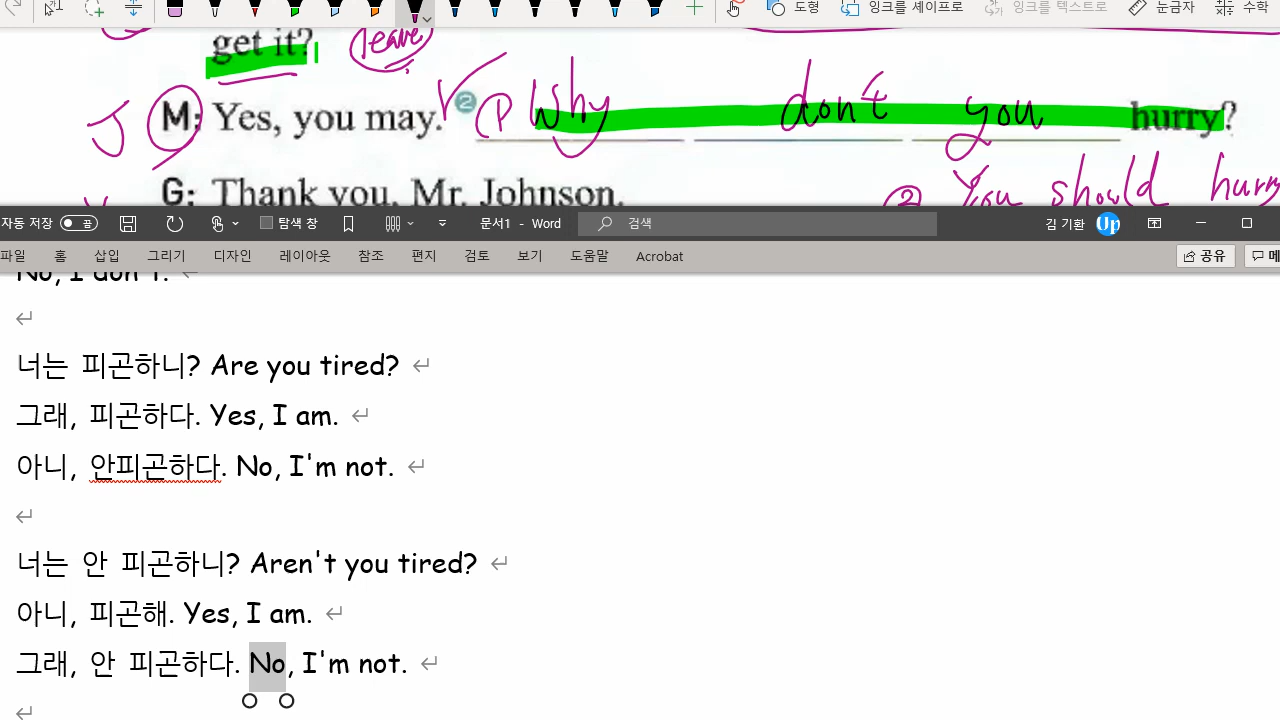 도형 잉크를 셰이프로 잉크를 텍스트로 눈금자 수학
get it? leave
M: Yes, you may. ② Why don't you hurry?
G: Thank you, Mr. Johnson.
② You should hurry
자동 저장 끔 탐색 창 문서1 - Word 검색 김 기환 Up
파일 홈 삽입 그리기 디자인 레이아웃 참조 편지 검토 보기 도움말 Acrobat 공유 메
No, I don't.
너는 피곤하니? Are you tired?
그래, 피곤하다. Yes, I am.
아니, 안피곤하다. No, I'm not.
너는 안 피곤하니? Aren't you tired?
아니, 피곤해. Yes, I am.
그래, 안 피곤하다. No, I'm not.